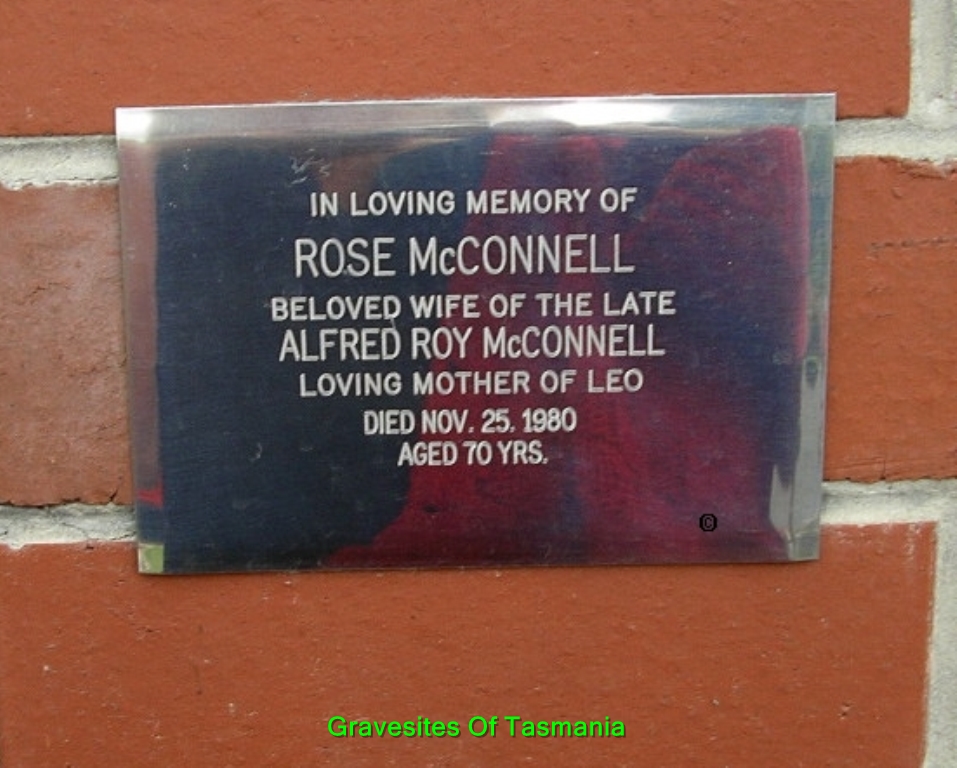 IN LOVING MEMORY OF
ROSE McCONNELL
BELOVED WIFE OF THE LATE
ALFRED ROY McCONNELL
LOVING MOTHER OF LEO
DIED NOV. 25. 1980
AGED 70 YRS.
©
Gravesites Of Tasmania